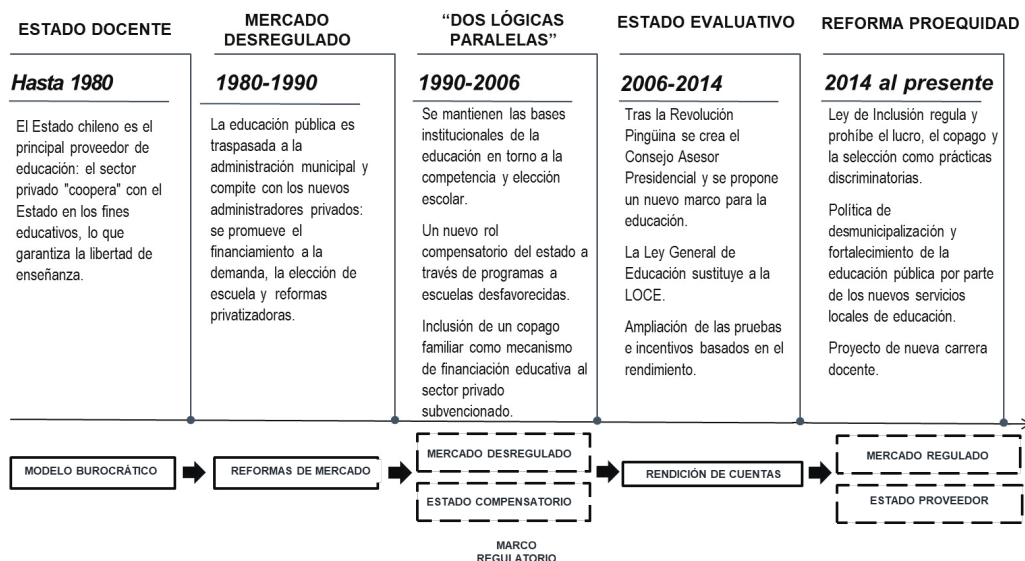 ESTADO DOCENTE
Hasta 1980
El Estado chileno es el
principal proveedor de
educación: el sector
privado "coopera" con el
Estado en los fines
educativos, lo que
garantiza la libertad de
enseñanza.
MERCADO
DESREGULADO
1980-1990
La educación pública es
traspasada a la
administración municipal y
compite con los nuevos
administradores privados:
se promueve el
financiamiento a la
demanda, la elección de
escuela y reformas
privatizadoras.
“DOS LÓGICAS
PARALELAS”
1990-2006
Se mantienen las bases
institucionales de la
educación en torno a la
competencia y elección
escolar.
Un nuevo rol
compensatorio del estado a
través de programas a
escuelas desfavorecidas.
Inclusión de un copago
familiar como mecanismo
de financiación educativa al
sector privado
subvencionado.
ESTADO EVALUATIVO
2006-2014
Tras la Revolución
Pingüina se crea el
Consejo Asesor
Presidencial y se propone
un nuevo marco para la
educación.
La Ley General de
Educación sustituye a la
LOCE.
Ampliación de las pruebas
e incentivos basados en el
rendimiento.
REFORMA PROEQUIDAD
2014 al presente
Ley de Inclusión regula y
prohíbe el lucro, el copago y
la selección como prácticas
discriminatorias.
Política de
desmunicipalización y
fortalecimiento de la
educación pública por parte
de los nuevos servicios
locales de educación.
Proyecto de nueva carrera
docente.
MODELO BUROCRÁTICO
REFORMAS DE MERCADO
MERCADO DESREGULADO
ESTADO COMPENSATORIO
RENDICIÓN DE CUENTAS
MERCADO REGULADO
ESTADO PROVEEDOR
MARCO
REGULATORIO